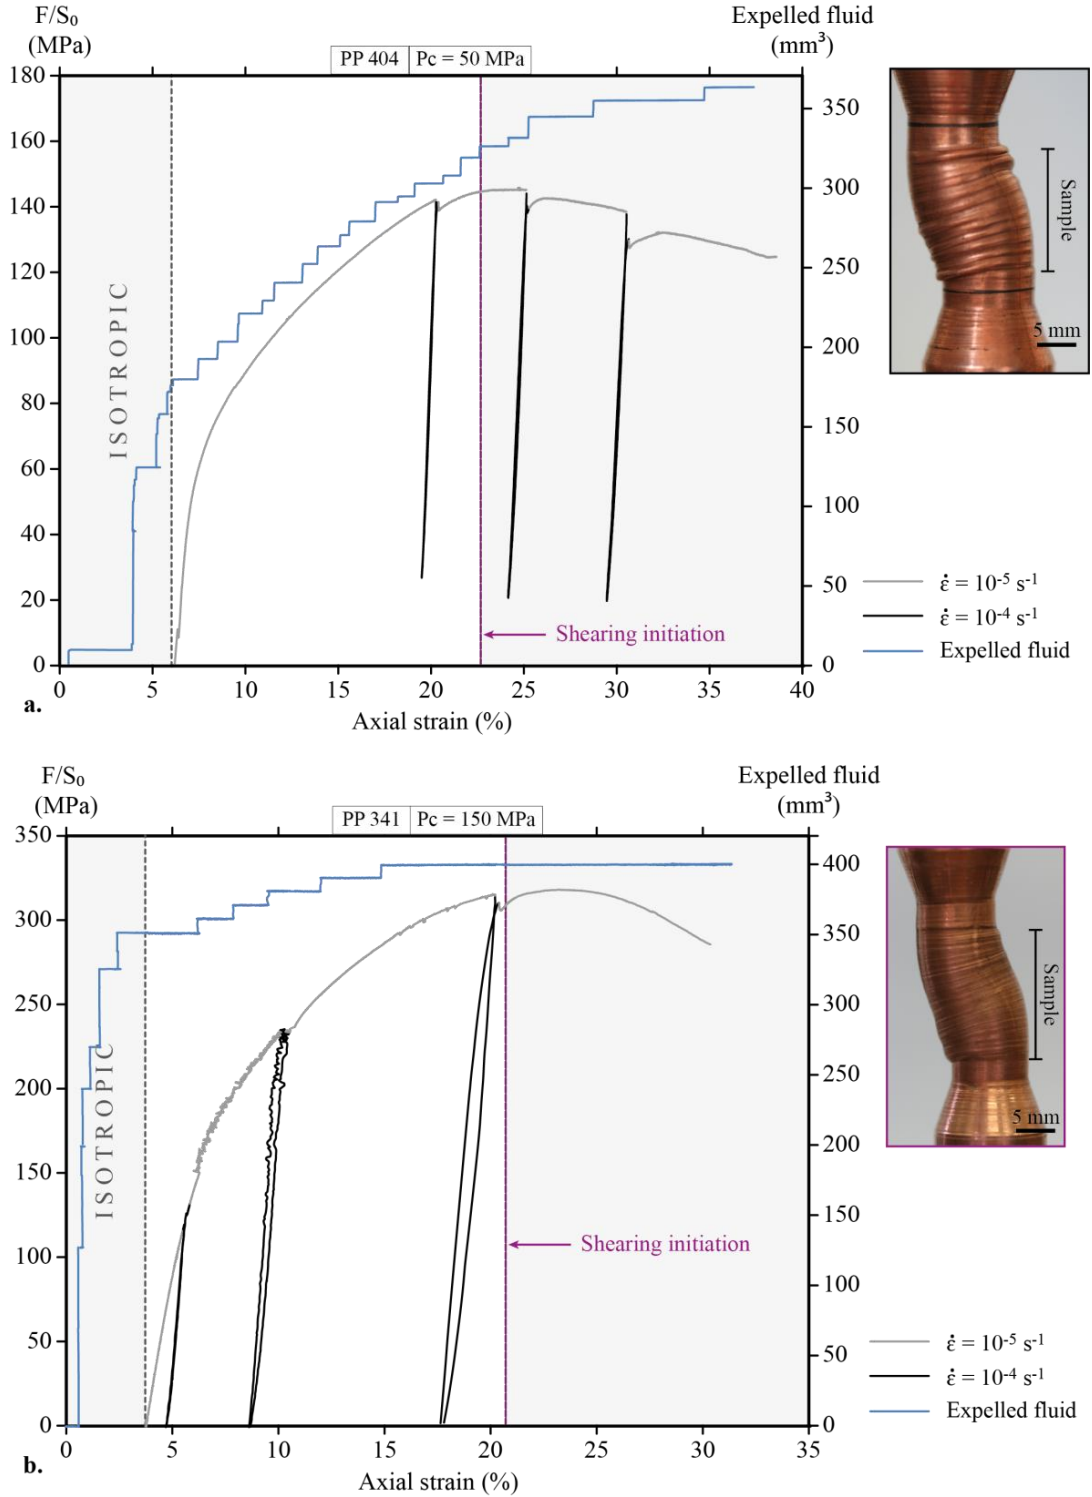 F/S₀
(MPa)
PP 404 Pc = 50 MPa
Expelled fluid
(mm³)
180
160
140
120
100
80
60
40
20
0
350
300
250
200
150
100
50
0
ISOTROPIC
Shearing initiation
0 5 10 15 20 25 30 35 40
a.
Axial strain (%)
Sample
5 mm
ε̇ = 10⁻⁵ s⁻¹
ε̇ = 10⁻⁴ s⁻¹
Expelled fluid
F/S₀
(MPa)
PP 341 Pc = 150 MPa
Expelled fluid
(mm³)
350
300
250
200
150
100
50
0
400
350
300
250
200
150
100
50
0
ISOTROPIC
Shearing initiation
0 5 10 15 20 25 30 35
b.
Axial strain (%)
Sample
5 mm
ε̇ = 10⁻⁵ s⁻¹
ε̇ = 10⁻⁴ s⁻¹
Expelled fluid